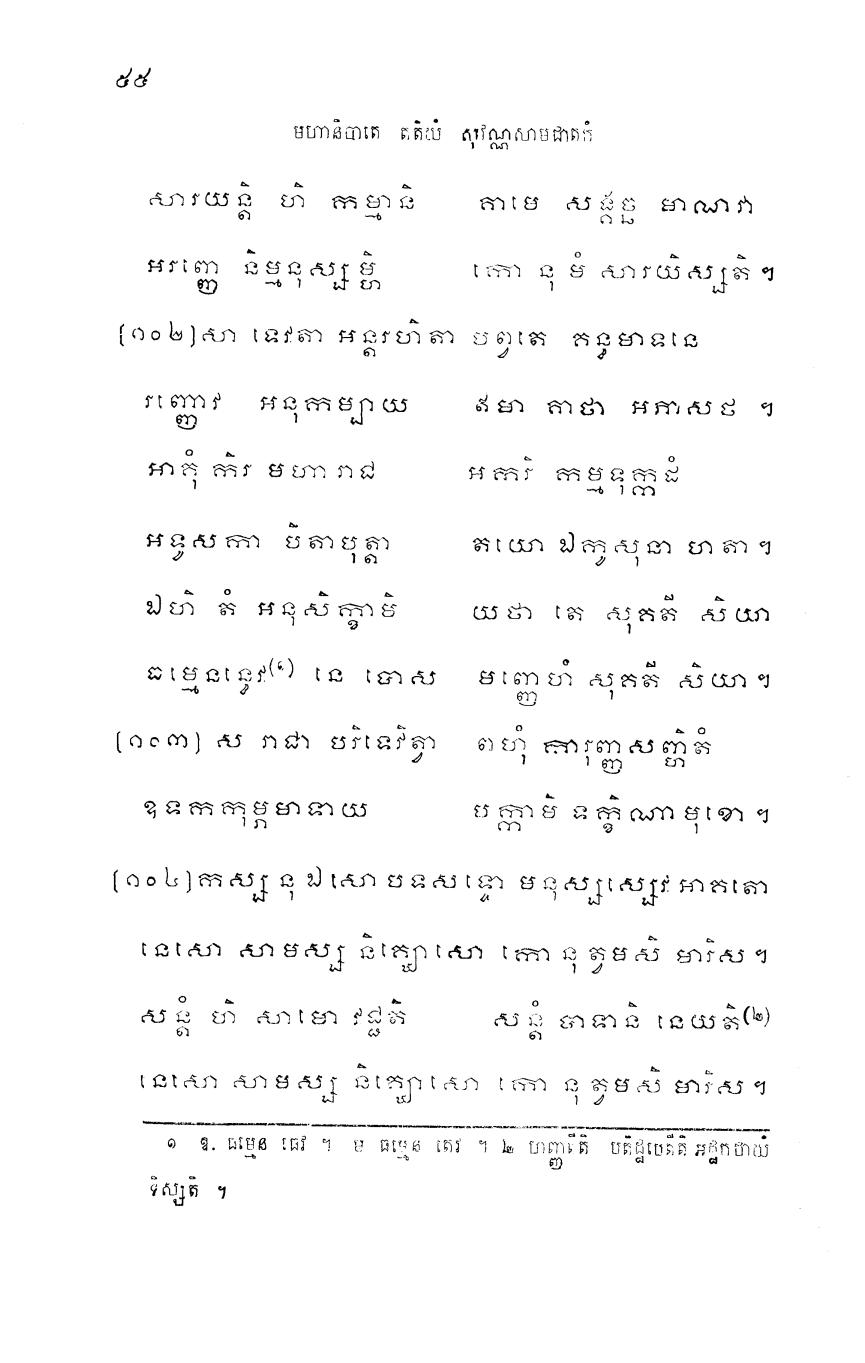 ៥៥
មហានិបាតេ តតិយំ សុវណ្ណសាមជាតកំ
សារយន្តិ ហិ កម្មានិ គាមេ សង្គច្ឆ មាណវា
អរញ្ញេ និម្មនុស្សម្ហិ កោ នុ មំ សារយិស្សតិ ។
[១០២] សា ទេវតា អន្តរហិតា បព្វតេ គន្ធមាទនេ
រញ្ញោវ អនុកម្បាយ ឥមា គាថា អភាសថ ។
អាគុំ កិរ មហារាជ អករិ កម្មទុក្កដំ
អទូសកា បិតាបុត្តា តយោ ឯកូសុនា ហតា ។
ឯហិ តំ អនុសិក្ខាមិ យថា តេ សុគតី សិយា
ធម្មេនន្ធេវ(១) នេ បោស មញ្ញេហំ សុគតី សិយា ។
[១០៣] ស រាជា បរិទេវិត្វា ពហុំ ការុញ្ញសញ្ហិតំ
ឧទកកុម្ភមាទាយ បក្កាមិ ទក្ខិណាមុខោ ។
[១០៤] កស្ស នុ ឯសោ បទសទ្ទោ មនុស្សស្សេវ អាគតោ
នេសោ សាមស្ស និគ្ឃោសោ កោ នុ ត្វមសិ មារិស ។
សន្តំ ហិ សាមោ វជ្ជតិ សន្តំ បាទានិ នេយតិ(២)
នេសោ សាមស្ស និគ្ឃោសោ កោ នុ ត្វមសិ មារិស ។
១ ឧ. ធម្មេន ធេវ ។ ម ធម្មេន តេវ ។ ២ ហញ្ញតីតិ បតិដ្ឋបេតីតិ អដ្ឋកថាយំ
ទិស្សតិ ។